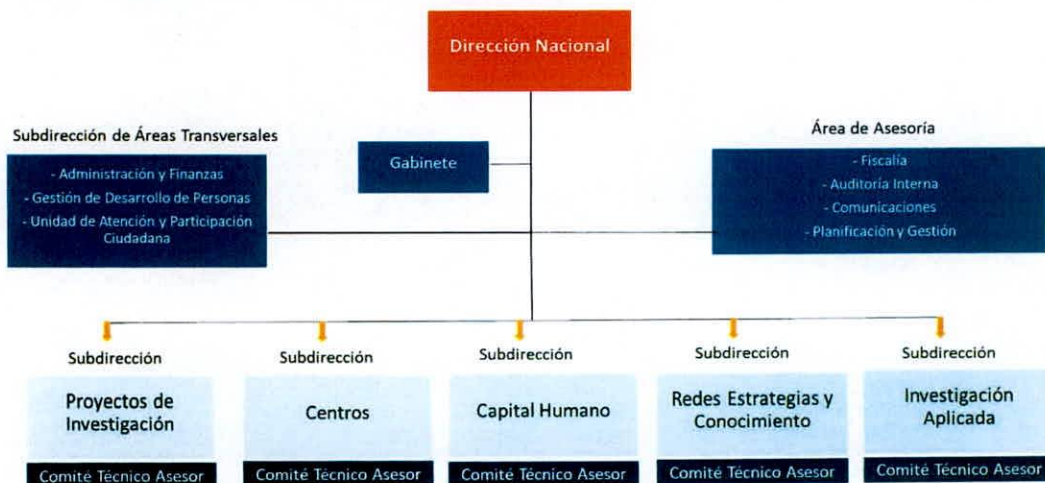 Dirección Nacional
Subdirección de Áreas Transversales
- Administración y Finanzas
- Gestión de Desarrollo de Personas
- Unidad de Atención y Participación
Ciudadana
Gabinete
Área de Asesoría
- Fiscalía
- Auditoría Interna
- Comunicaciones
- Planificación y Gestión
Subdirección
Proyectos de
Investigación
Comité Técnico Asesor
Subdirección
Centros
Comité Técnico Asesor
Subdirección
Capital Humano
Comité Técnico Asesor
Subdirección
Redes Estrategias y
Conocimiento
Comité Técnico Asesor
Subdirección
Investigación
Aplicada
Comité Técnico Asesor